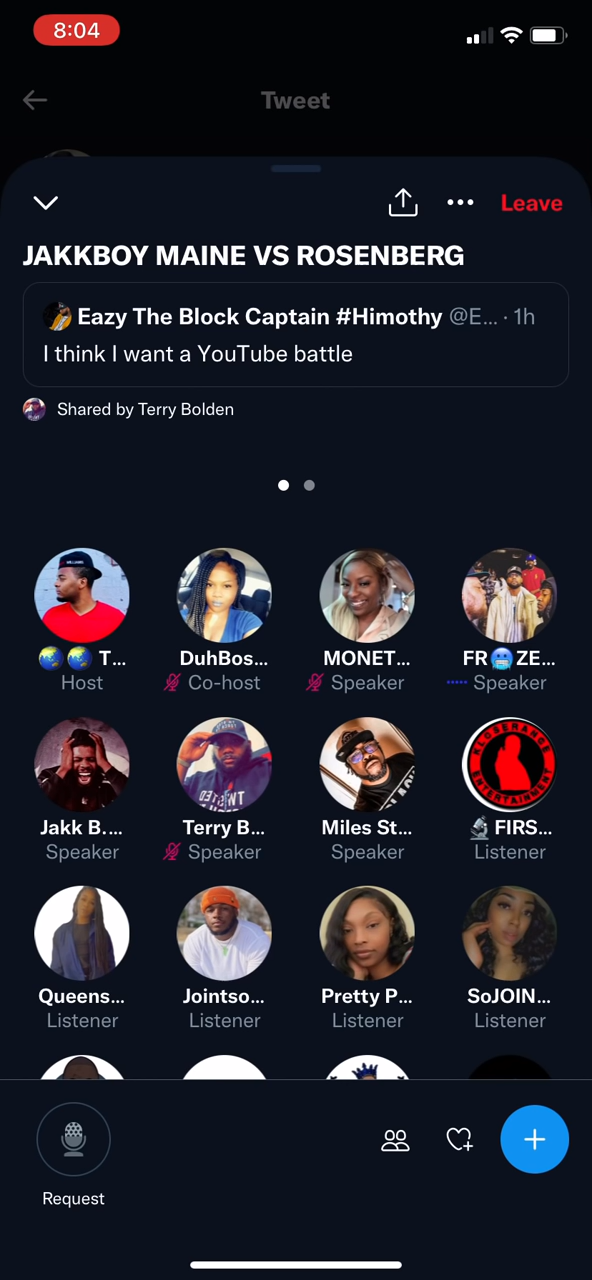 8:04
Tweet
Leave
JAKKBOY MAINE VS ROSENBERG
Eazy The Block Captain #Himothy @E... · 1h
I think I want a YouTube battle
Shared by Terry Bolden
🌏🌏 T... DuhBos... MONET... FR🥶ZE...
Host Co-host Speaker Speaker
KLOSERANGE
ENTERTAINMENT
Jakk B.... Terry B... Miles St... 🔬FIRS...
Speaker Speaker Speaker Listener
Queens... Jointso... Pretty P... SoJOIN...
Listener Listener Listener Listener
Request